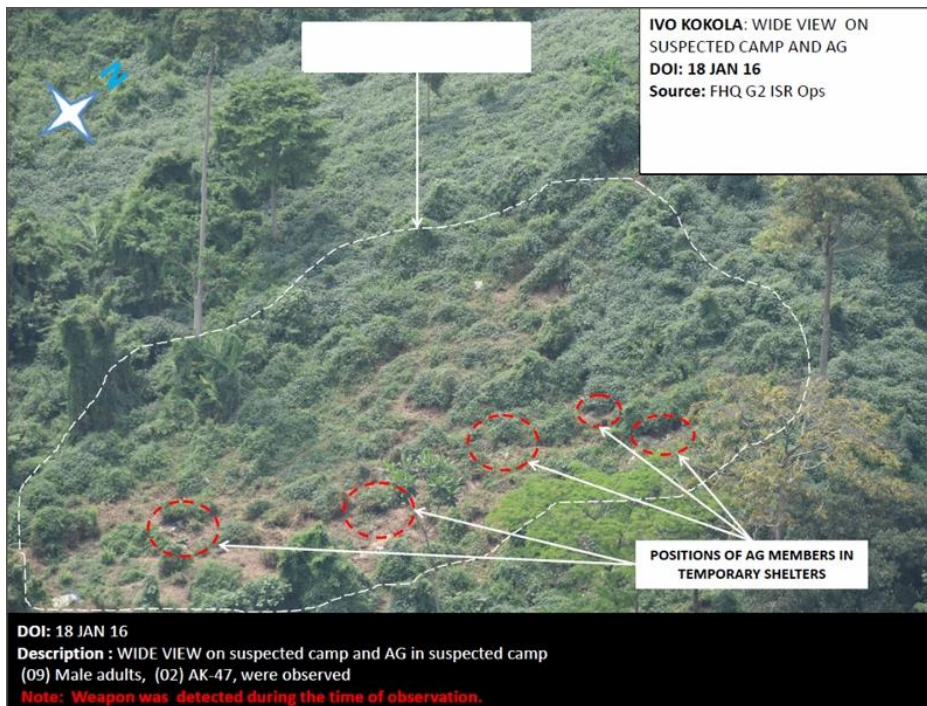 IVO KOKOLA: WIDE VIEW ON
SUSPECTED CAMP AND AG
DOI: 18 JAN 16
Source: FHQ G2 ISR Ops
N
POSITIONS OF AG MEMBERS IN
TEMPORARY SHELTERS
DOI: 18 JAN 16
Description : WIDE VIEW on suspected camp and AG in suspected camp
(09) Male adults, (02) AK-47, were observed
Note: Weapon was detected during the time of observation.